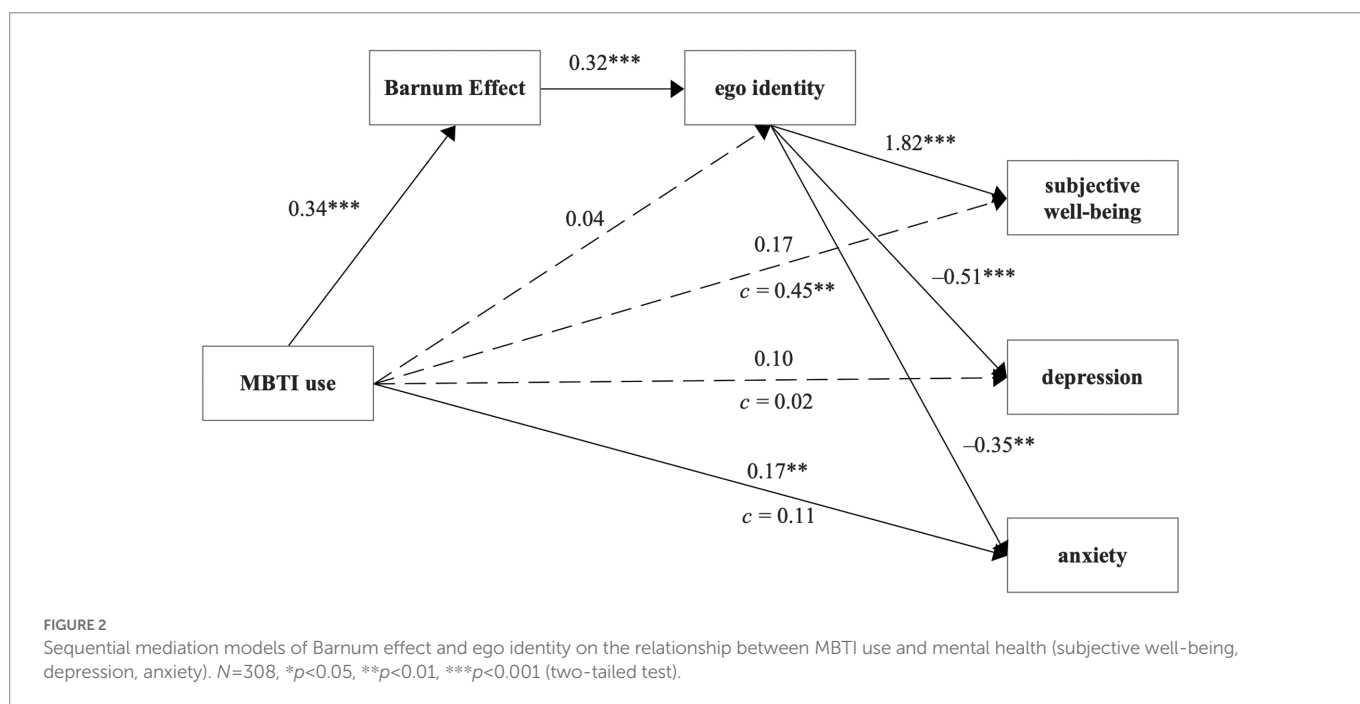 0.32***
Barnum Effect
ego identity
1.82***
subjective
well-being
0.34***
0.04
0.17
c = 0.45**
–0.51***
MBTI use
0.10
c = 0.02
depression
–0.35**
0.17**
c = 0.11
anxiety
FIGURE 2
Sequential mediation models of Barnum effect and ego identity on the relationship between MBTI use and mental health (subjective well-being,
depression, anxiety). N=308, *p<0.05, **p<0.01, ***p<0.001 (two-tailed test).